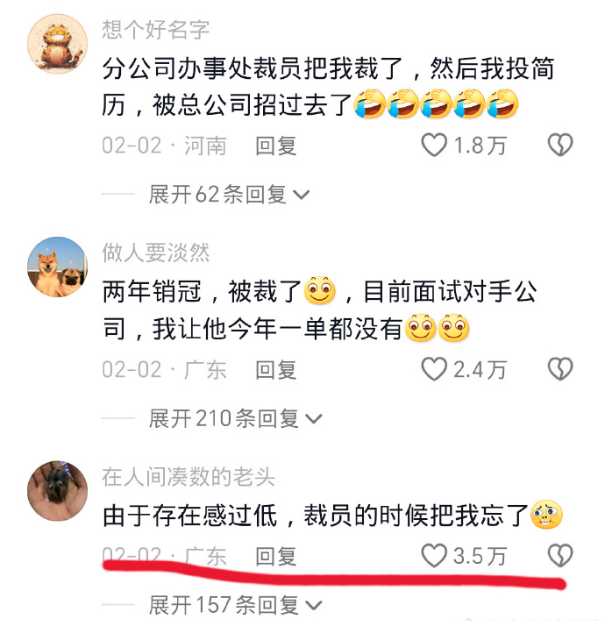 想个好名字
分公司办事处裁员把我裁了，然后我投简
历，被总公司招过去了🤣🤣🤣🤣🤣
02-02 · 河南 回复 1.8万
展开62条回复
做人要淡然
两年销冠，被裁了🙂，目前面试对手公
司，我让他今年一单都没有🙂🙂
02-02 · 广东 回复 2.4万
展开210条回复
在人间凑数的老头
由于存在感过低，裁员的时候把我忘了🥹
02-02 · 广东 回复 3.5万
展开157条回复